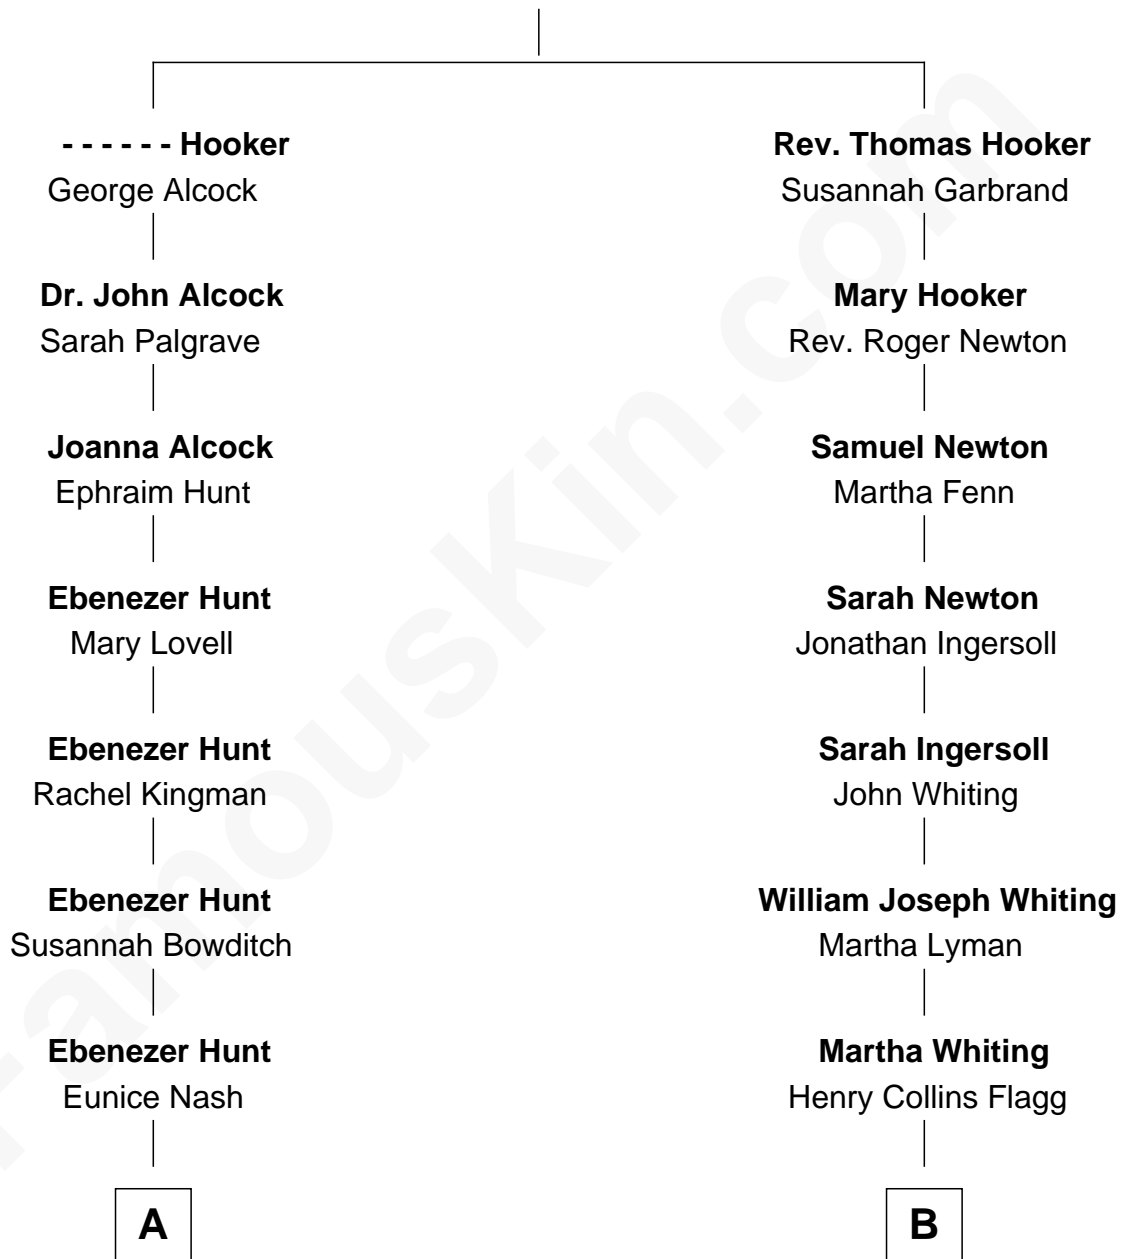 - - - - - - Hooker
George Alcock
Dr. John Alcock
Sarah Palgrave
Joanna Alcock
Ephraim Hunt
Ebenezer Hunt
Mary Lovell
Ebenezer Hunt
Rachel Kingman
Ebenezer Hunt
Susannah Bowditch
Ebenezer Hunt
Eunice Nash
A
Rev. Thomas Hooker
Susannah Garbrand
Mary Hooker
Rev. Roger Newton
Samuel Newton
Martha Fenn
Sarah Newton
Jonathan Ingersoll
Sarah Ingersoll
John Whiting
William Joseph Whiting
Martha Lyman
Martha Whiting
Henry Collins Flagg
B
FamousKin.com